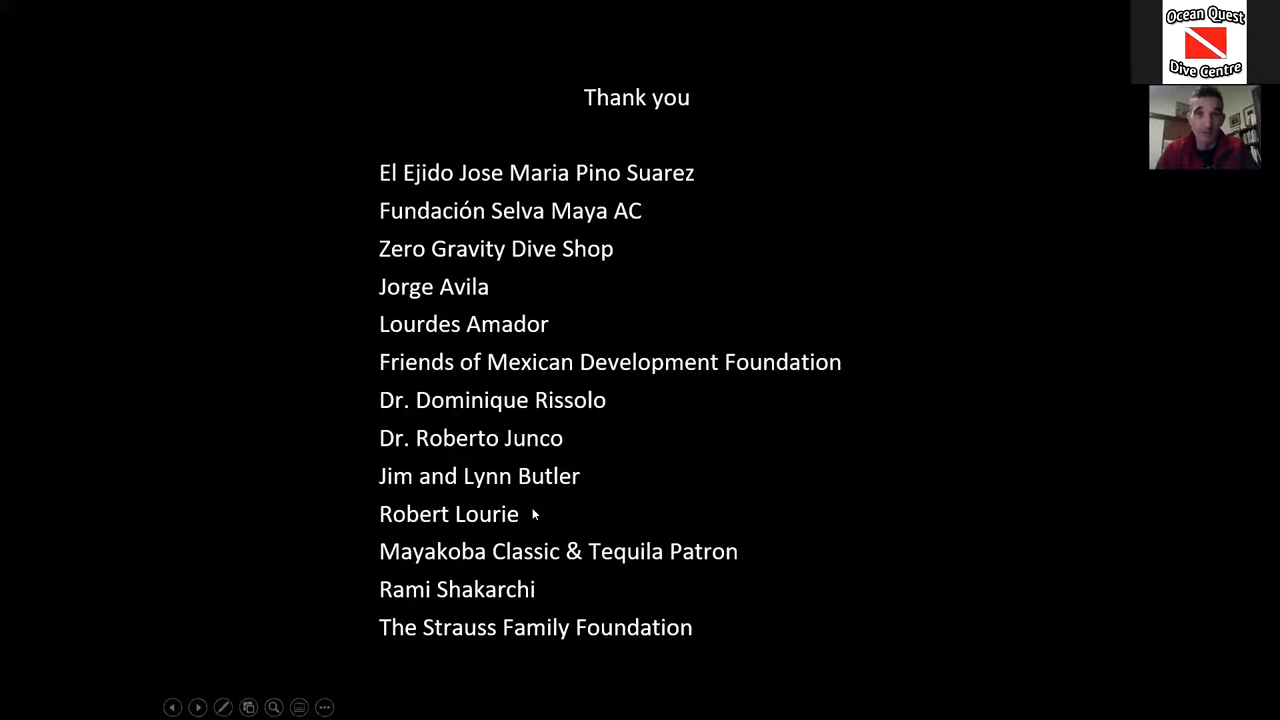 Ocean Quest
Dive Centre
Thank you
El Ejido Jose Maria Pino Suarez
Fundación Selva Maya AC
Zero Gravity Dive Shop
Jorge Avila
Lourdes Amador
Friends of Mexican Development Foundation
Dr. Dominique Rissolo
Dr. Roberto Junco
Jim and Lynn Butler
Robert Lourie
Mayakoba Classic & Tequila Patron
Rami Shakarchi
The Strauss Family Foundation